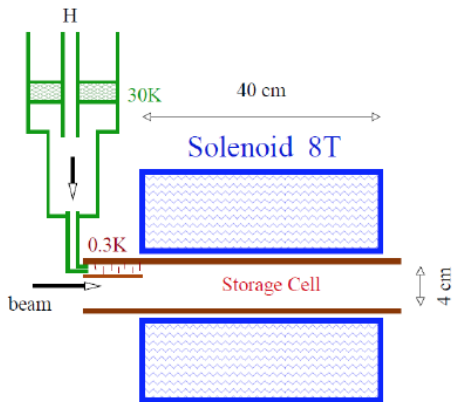 H
30K
40 cm
Solenoid 8T
0.3K
Storage Cell
beam
4 cm